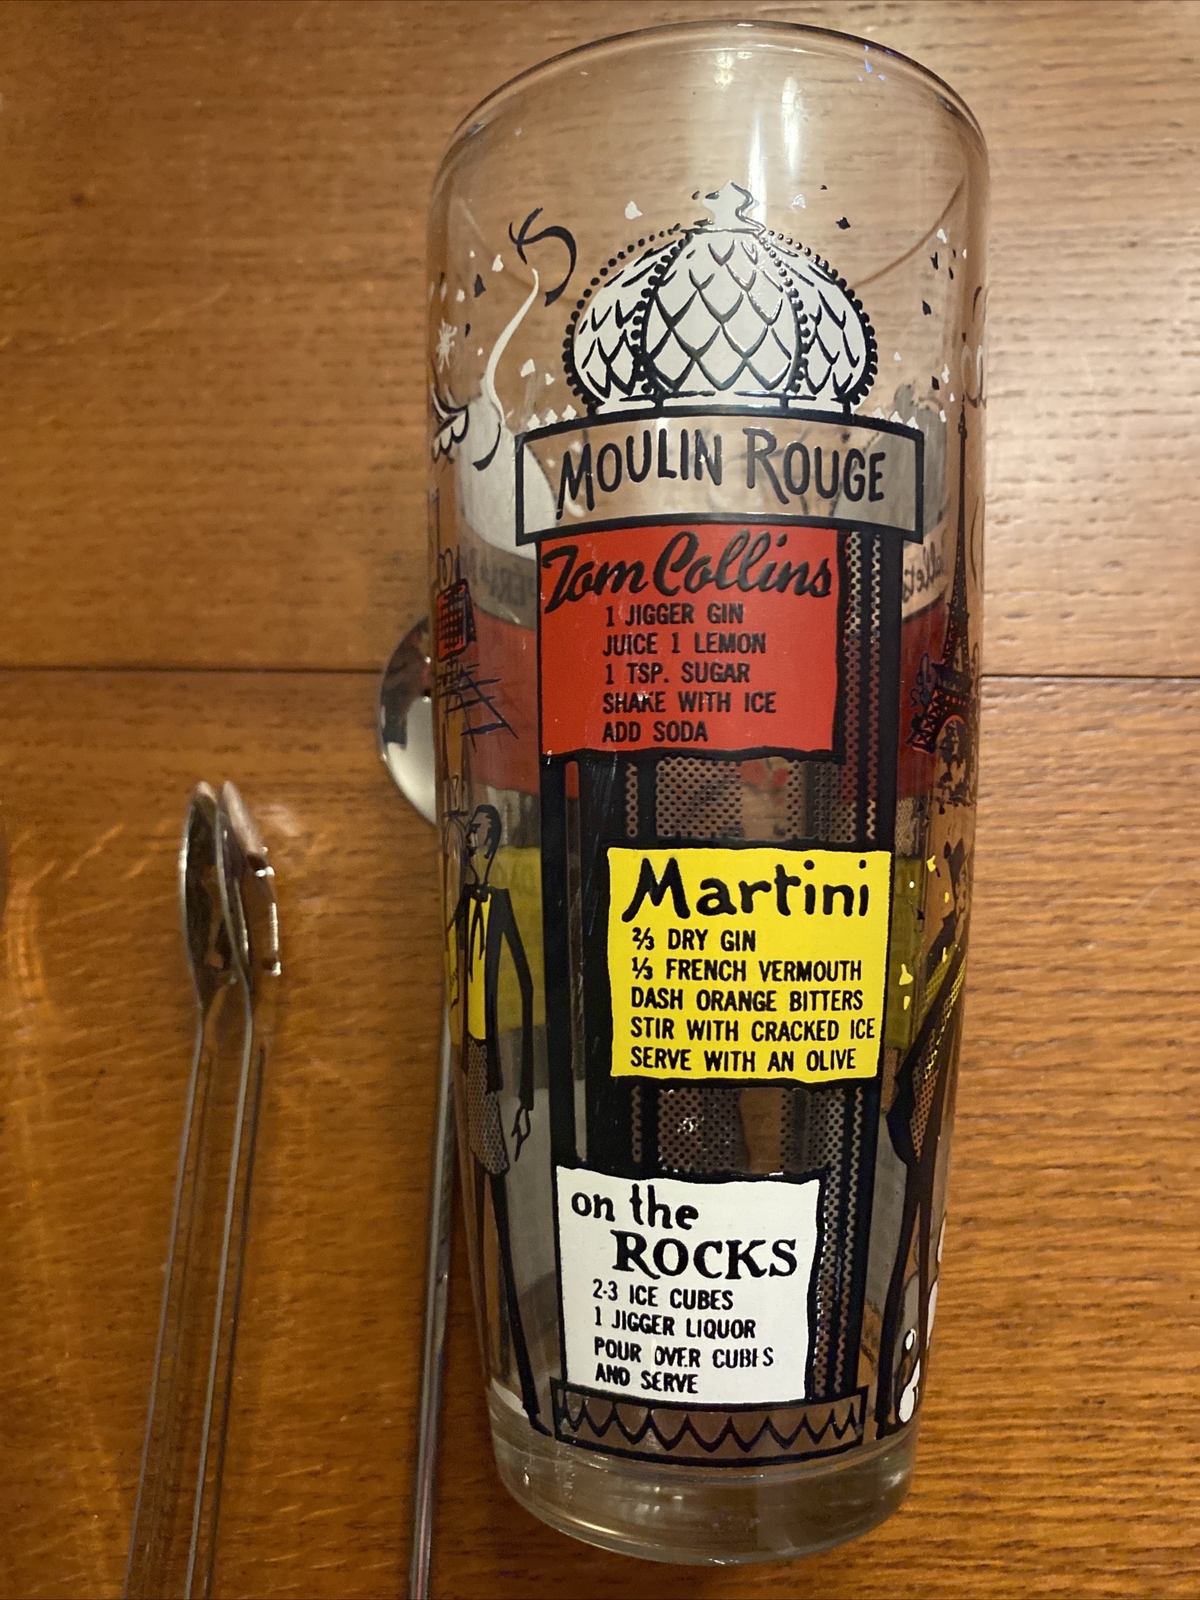 MOULIN ROUGE
Tom Collins
1 JIGGER GIN
JUICE 1 LEMON
1 TSP. SUGAR
SHAKE WITH ICE
ADD SODA
Martini
⅔ DRY GIN
⅓ FRENCH VERMOUTH
DASH ORANGE BITTERS
STIR WITH CRACKED ICE
SERVE WITH AN OLIVE
on the
ROCKS
2-3 ICE CUBES
1 JIGGER LIQUOR
POUR OVER CUBES
AND SERVE